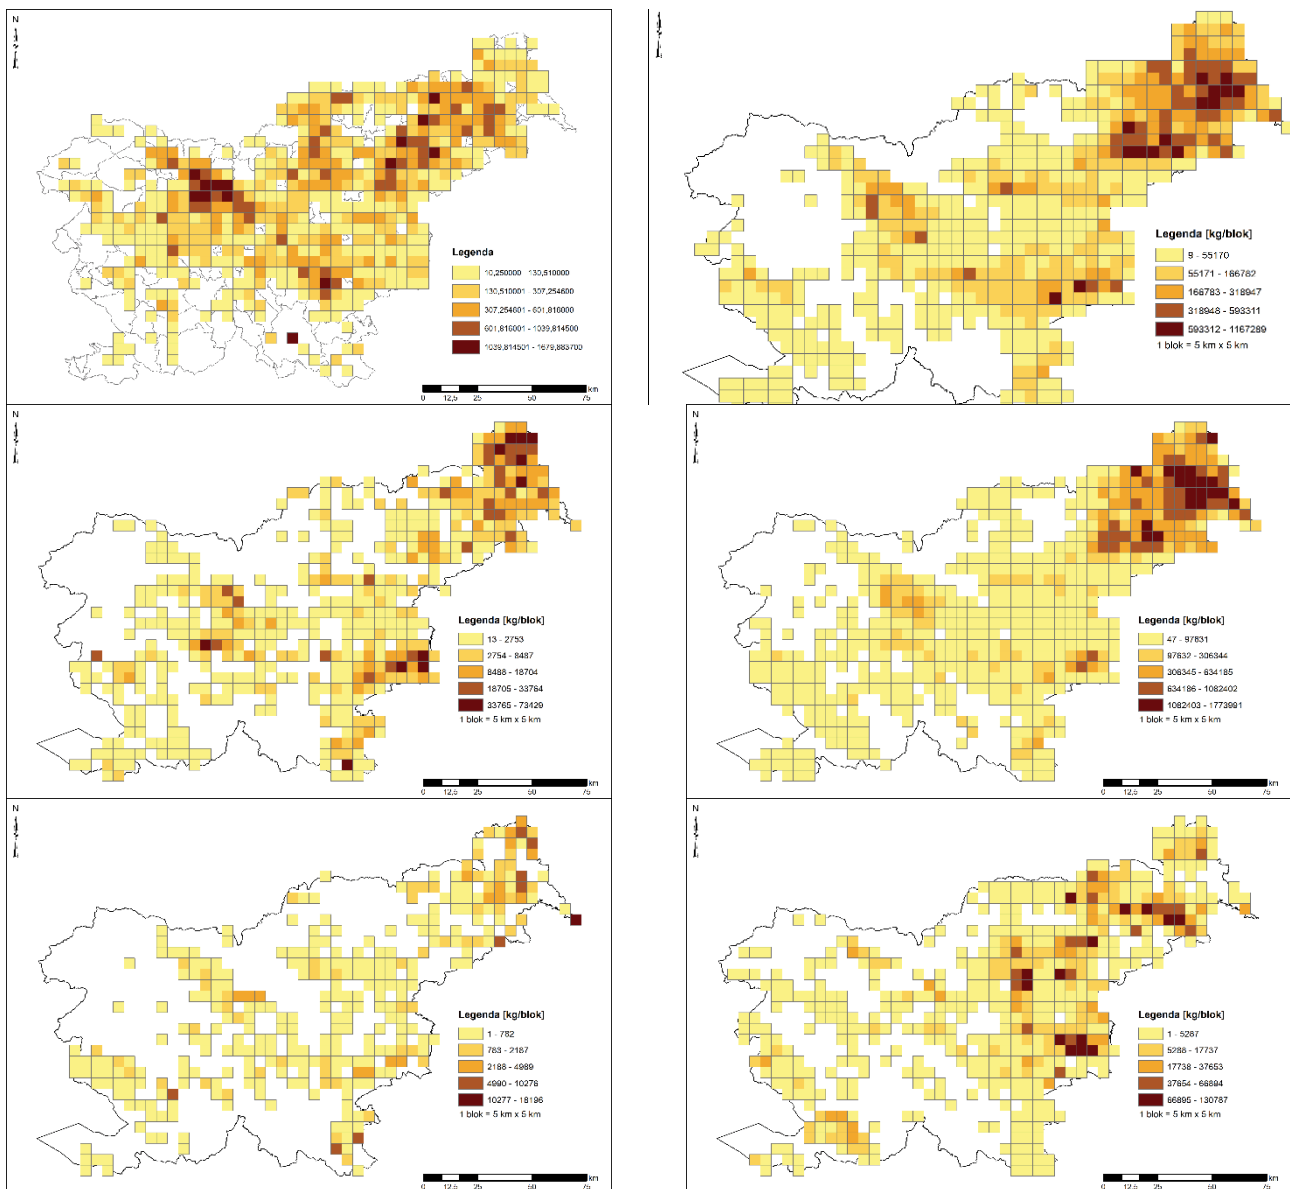 N
Legenda
10,250000 - 130,510000
130,510001 - 307,254600
307,254601 - 601,816000
601,816001 - 1039,814500
1039,814501 - 1679,883700
km
0 12,5 25 50 75
Legenda [kg/blok]
9 - 55170
55171 - 166782
166783 - 318947
318948 - 593311
593312 - 1167289
1 blok = 5 km x 5 km
km
0 12,5 25 50 75
N
Legenda [kg/blok]
13 - 2753
2754 - 8487
8488 - 18704
18705 - 33764
33765 - 73429
1 blok = 5 km x 5 km
km
0 12,5 25 50 75
N
Legenda [kg/blok]
47 - 97831
97832 - 306344
306345 - 634185
634186 - 1082402
1082403 - 1773991
1 blok = 5 km x 5 km
km
0 12,5 25 50 75
N
Legenda [kg/blok]
1 - 782
783 - 2187
2188 - 4989
4990 - 10276
10277 - 18196
1 blok = 5 km x 5 km
km
0 12,5 25 50 75
N
Legenda [kg/blok]
1 - 5287
5288 - 17737
17738 - 37653
37654 - 66894
66895 - 130787
1 blok = 5 km x 5 km
km
0 12,5 25 50 75